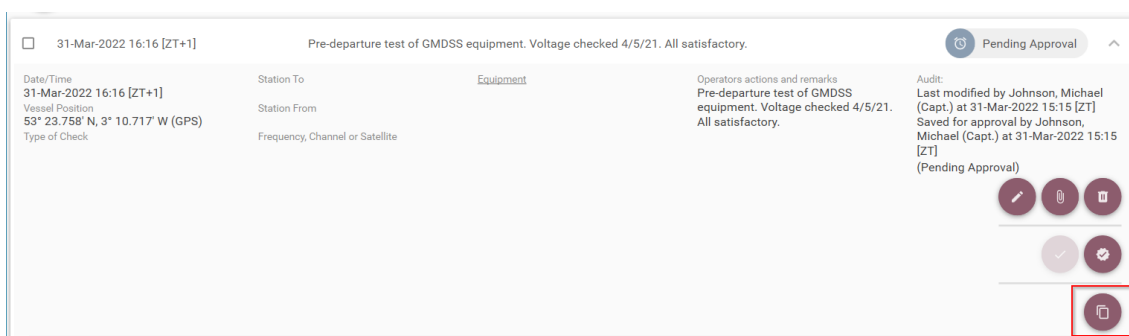 31-Mar-2022 16:16 [ZT+1]
Pre-departure test of GMDSS equipment. Voltage checked 4/5/21. All satisfactory.
Pending Approval
Date/Time
31-Mar-2022 16:16 [ZT+1]
Vessel Position
53° 23.758' N, 3° 10.717' W (GPS)
Type of Check
Station To
Station From
Frequency, Channel or Satellite
Equipment
Operators actions and remarks
Pre-departure test of GMDSS
equipment. Voltage checked 4/5/21.
All satisfactory.
Audit:
Last modified by Johnson, Michael
(Capt.) at 31-Mar-2022 15:15 [ZT]
Saved for approval by Johnson,
Michael (Capt.) at 31-Mar-2022 15:15
[ZT]
(Pending Approval)